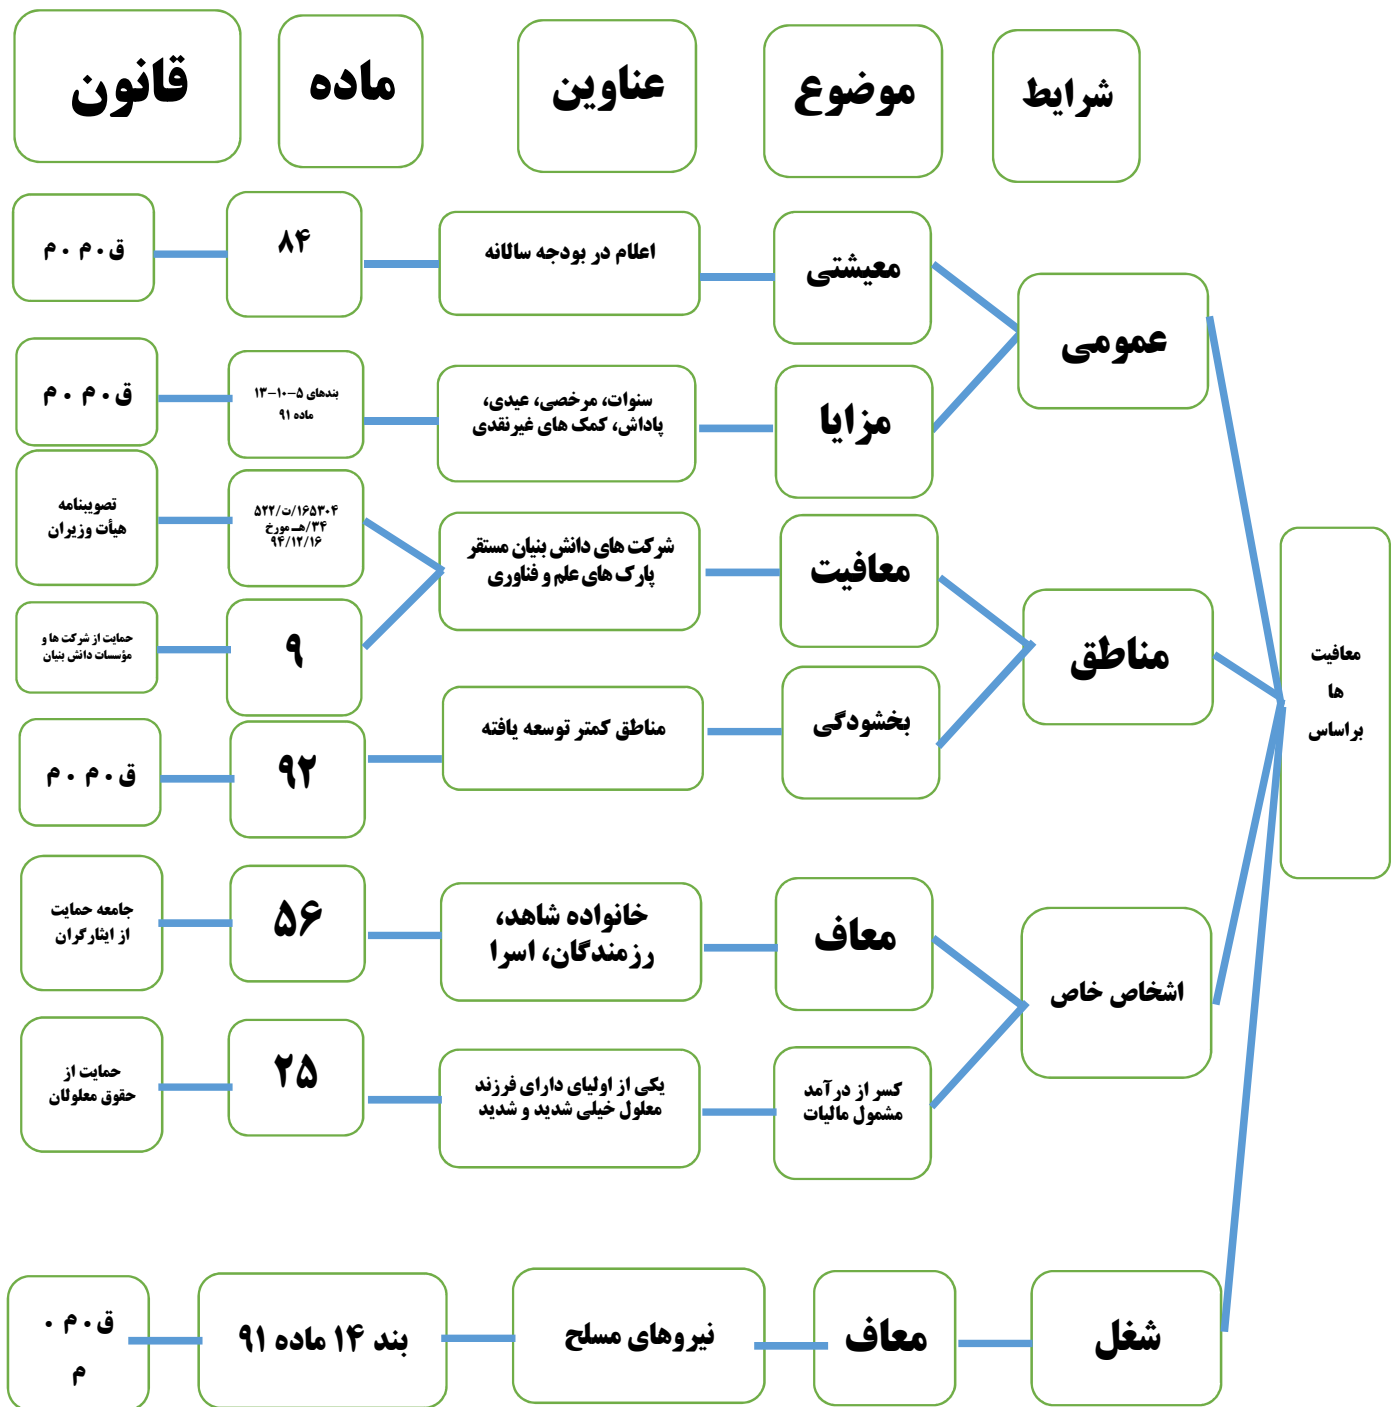 شرایط
موضوع
عناوین
ماده
قانون
معافیت
ها
براساس
عمومی
معیشتی
اعلام در بودجه سالانه
۸۴
ق.م.م
مزایا
سنوات، مرخصی، عیدی،
پاداش، کمک های غیرنقدی
بندهای ۵-۱۰-۱۳
ماده ۹۱
ق.م.م
مناطق
معافیت
شرکت های دانش بنیان مستقر
پارک های علم و فناوری
۱۶۵۳۰۴/ت/۵۲۲
۳۴/هـ مورخ
۹۴/۱۲/۱۶
تصویبنامه
هیأت وزیران
۹
حمایت از شرکت ها و
مؤسسات دانش بنیان
بخشودگی
مناطق کمتر توسعه یافته
۹۲
ق.م.م
اشخاص خاص
معاف
خانواده شاهد،
رزمندگان، اسرا
۵۶
جامعه حمایت
از ایثارگران
کسر از درآمد
مشمول مالیات
یکی از اولیای دارای فرزند
معلول خیلی شدید و شدید
۲۵
حمایت از
حقوق معلولان
شغل
معاف
نیروهای مسلح
بند ۱۴ ماده ۹۱
ق.م.
م